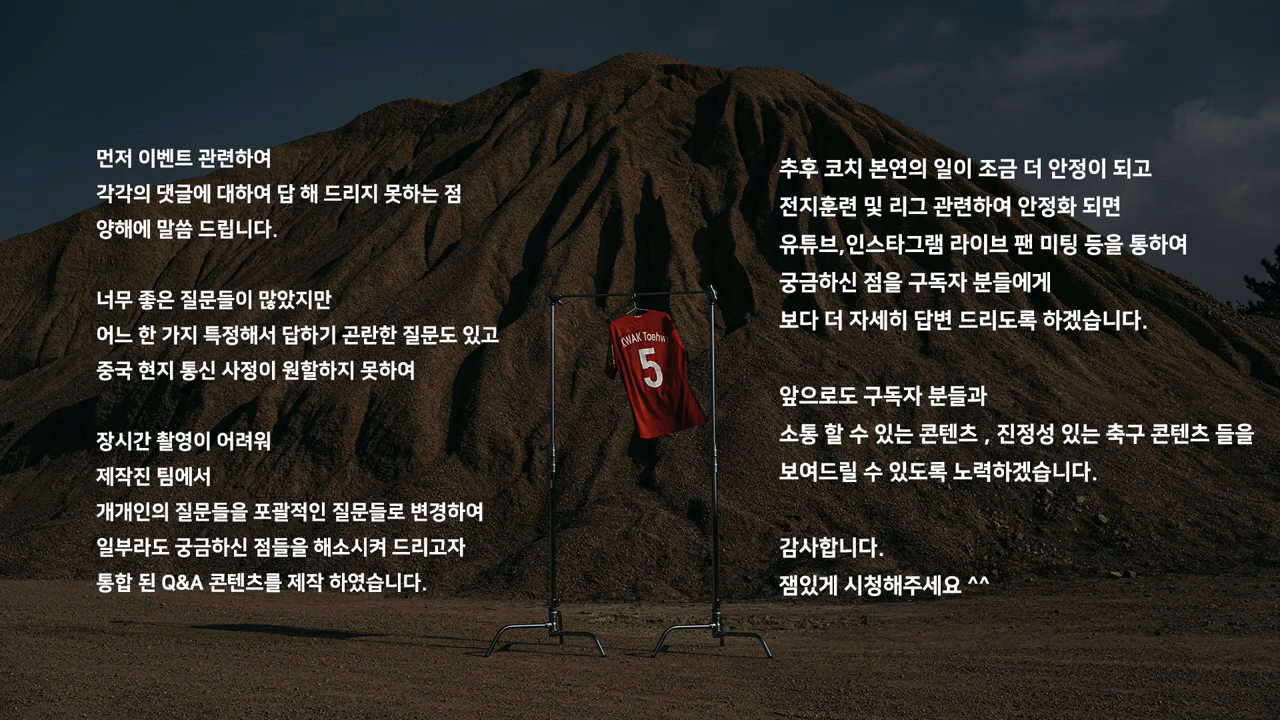 먼저 이벤트 관련하여
각각의 댓글에 대하여 답 해 드리지 못하는 점
양해에 말씀 드립니다.
너무 좋은 질문들이 많았지만
어느 한 가지 특정해서 답하기 곤란한 질문도 있고
중국 현지 통신 사정이 원할하지 못하여
장시간 촬영이 어려워
제작진 팀에서
개개인의 질문들을 포괄적인 질문들로 변경하여
일부라도 궁금하신 점들을 해소시켜 드리고자
통합 된 Q&A 콘텐츠를 제작 하였습니다.
KWAK Taehwi
5
추후 코치 본연의 일이 조금 더 안정이 되고
전지훈련 및 리그 관련하여 안정화 되면
유튜브,인스타그램 라이브 팬 미팅 등을 통하여
궁금하신 점을 구독자 분들에게
보다 더 자세히 답변 드리도록 하겠습니다.
앞으로도 구독자 분들과
소통 할 수 있는 콘텐츠 , 진정성 있는 축구 콘텐츠 들을
보여드릴 수 있도록 노력하겠습니다.
감사합니다.
잼있게 시청해주세요 ^^